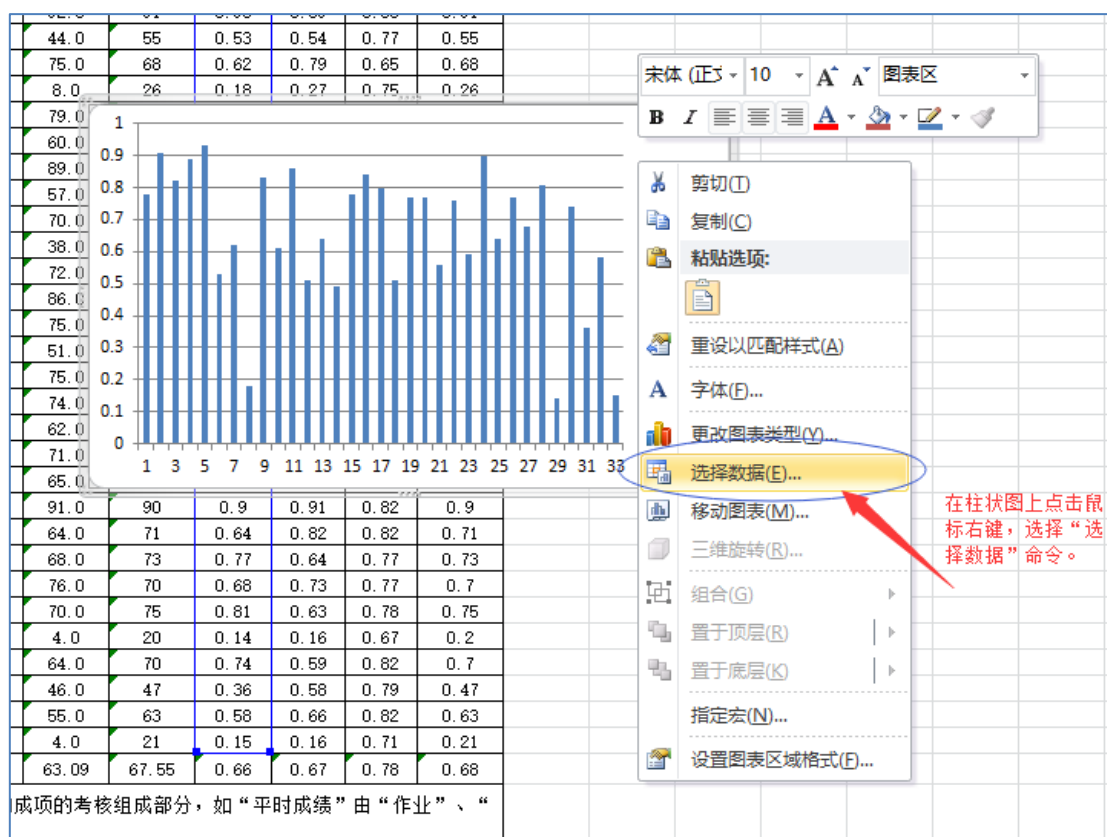 44.0 55 0.53 0.54 0.77 0.55
75.0 68 0.62 0.79 0.65 0.68
8.0 26 0.18 0.27 0.75 0.26
79.0
60.0
89.0
57.0
70.0
38.0
72.0
86.0
75.0
51.0
75.0
74.0
62.0
71.0
65.0
1
0.9
0.8
0.7
0.6
0.5
0.4
0.3
0.2
0.1
0
1 3 5 7 9 11 13 15 17 19 21 23 25 27 29 31 33
91.0 90 0.9 0.91 0.82 0.9
64.0 71 0.64 0.82 0.82 0.71
68.0 73 0.77 0.64 0.77 0.73
76.0 70 0.68 0.73 0.77 0.7
70.0 75 0.81 0.63 0.78 0.75
4.0 20 0.14 0.16 0.67 0.2
64.0 70 0.74 0.59 0.82 0.7
46.0 47 0.36 0.58 0.79 0.47
55.0 63 0.58 0.66 0.82 0.63
4.0 21 0.15 0.16 0.71 0.21
63.09 67.55 0.66 0.67 0.78 0.68
成项的考核组成部分，如“平时成绩”由“作业”、“
宋体 (正文 10 A A 图表区
B I A
剪切(T)
复制(C)
粘贴选项:
重设以匹配样式(A)
A 字体(F)...
更改图表类型(Y)...
选择数据(E)...
移动图表(M)...
三维旋转(R)...
组合(G)
置于顶层(R)
置于底层(K)
指定宏(N)...
设置图表区域格式(F)...
在柱状图上点击鼠
标右键，选择“选
择数据”命令。